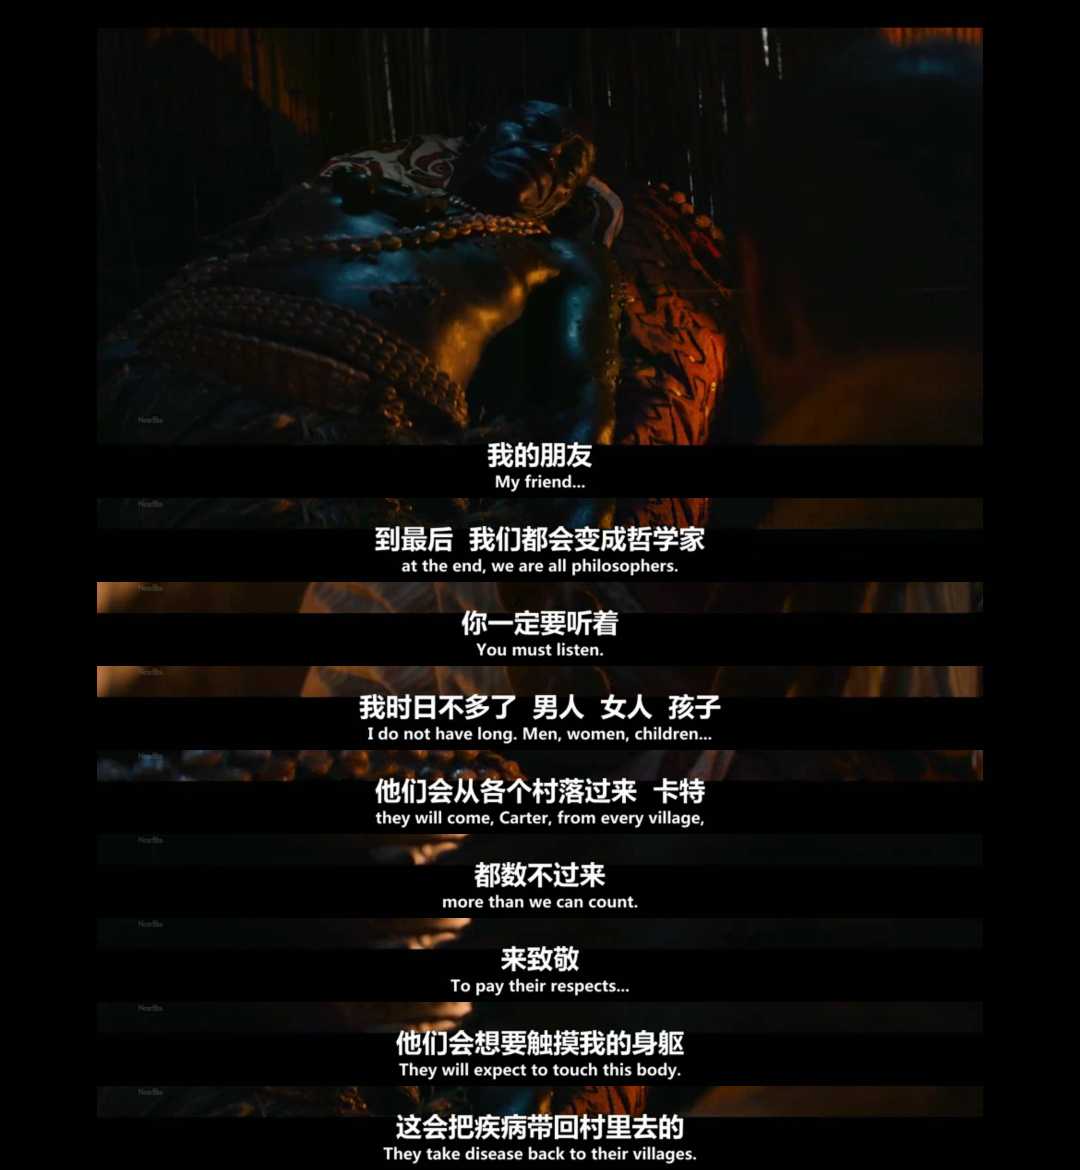 我的朋友
My friend...
到最后 我们都会变成哲学家
at the end, we are all philosophers.
你一定要听着
You must listen.
我时日不多了 男人 女人 孩子
I do not have long. Men, women, children...
他们会从各个村落过来 卡特
they will come, Carter, from every village,
都数不过来
more than we can count.
来致敬
To pay their respects...
他们会想要触摸我的身躯
They will expect to touch this body.
这会把疾病带回村里去的
They take disease back to their villages.